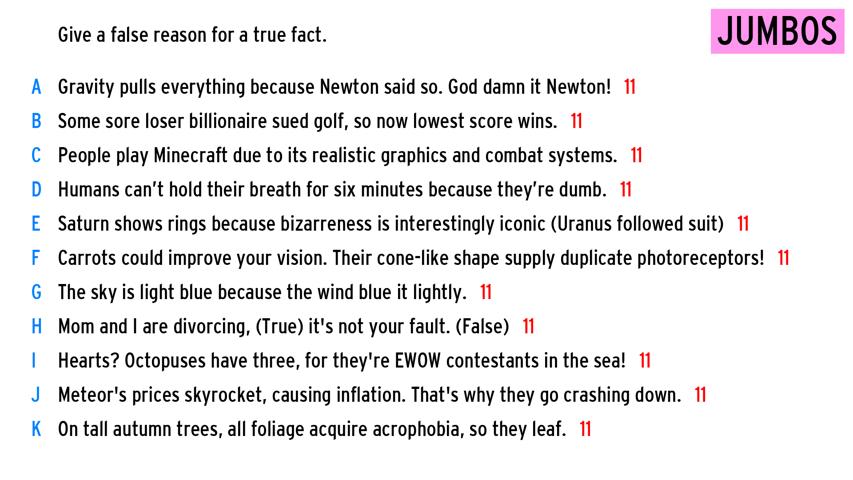 Give a false reason for a true fact.
JUMBOS
A Gravity pulls everything because Newton said so. God damn it Newton! 11
B Some sore loser billionaire sued golf, so now lowest score wins. 11
C People play Minecraft due to its realistic graphics and combat systems. 11
D Humans can't hold their breath for six minutes because they're dumb. 11
E Saturn shows rings because bizarreness is interestingly iconic (Uranus followed suit) 11
F Carrots could improve your vision. Their cone-like shape supply duplicate photoreceptors! 11
G The sky is light blue because the wind blue it lightly. 11
H Mom and I are divorcing, (True) it's not your fault. (False) 11
I Hearts? Octopuses have three, for they're EWOW contestants in the sea! 11
J Meteor's prices skyrocket, causing inflation. That's why they go crashing down. 11
K On tall autumn trees, all foliage acquire acrophobia, so they leaf. 11